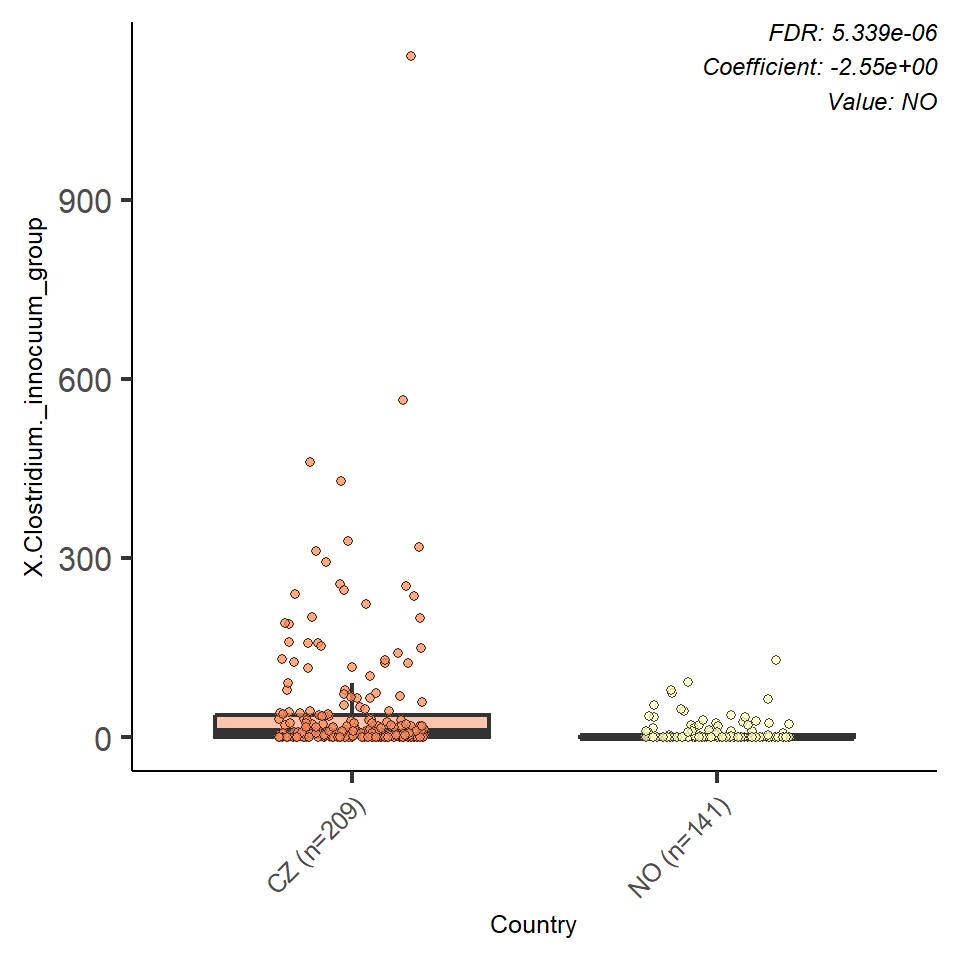 FDR: 5.339e-06
Coefficient: -2.55e+00
Value: NO
X.Clostridium._innocuum_group
900
600
300
0
CZ (n=209)
NO (n=141)
Country